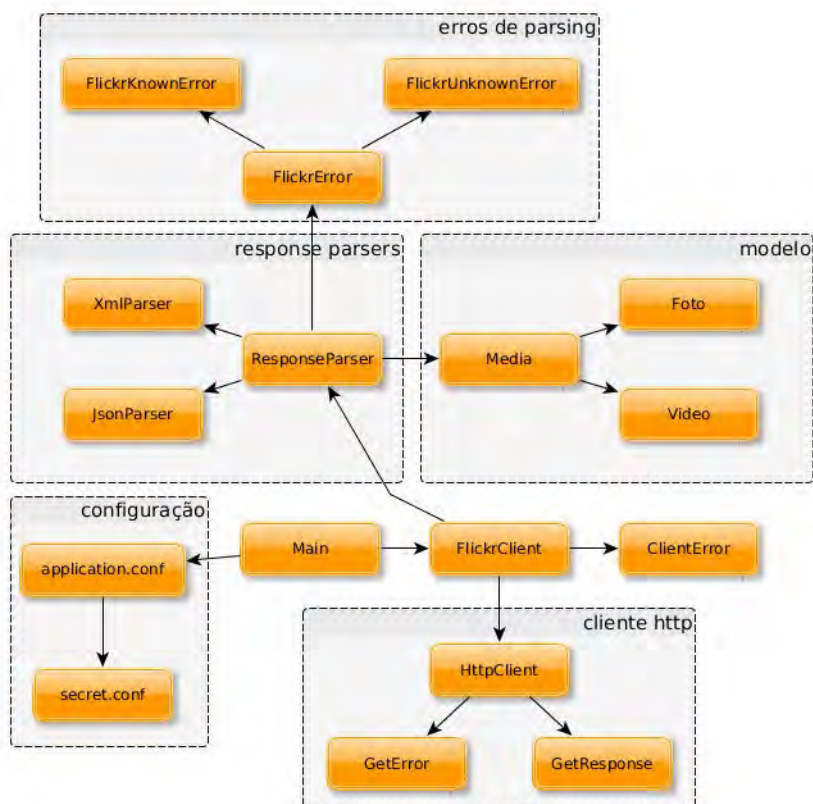 erros de parsing
FlickrKnownError
FlickrUnknownError
FlickrError
response parsers
XmlParser
ResponseParser
JsonParser
modelo
Foto
Media
Video
configuração
application.conf
secret.conf
Main
FlickrClient
ClientError
cliente http
HttpClient
GetError
GetResponse